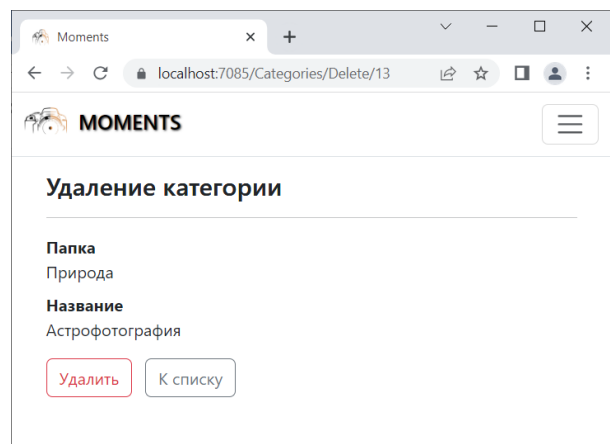 Moments
localhost:7085/Categories/Delete/13
MOMENTS
Удаление категории
Папка
Природа
Название
Астрофотография
Удалить К списку